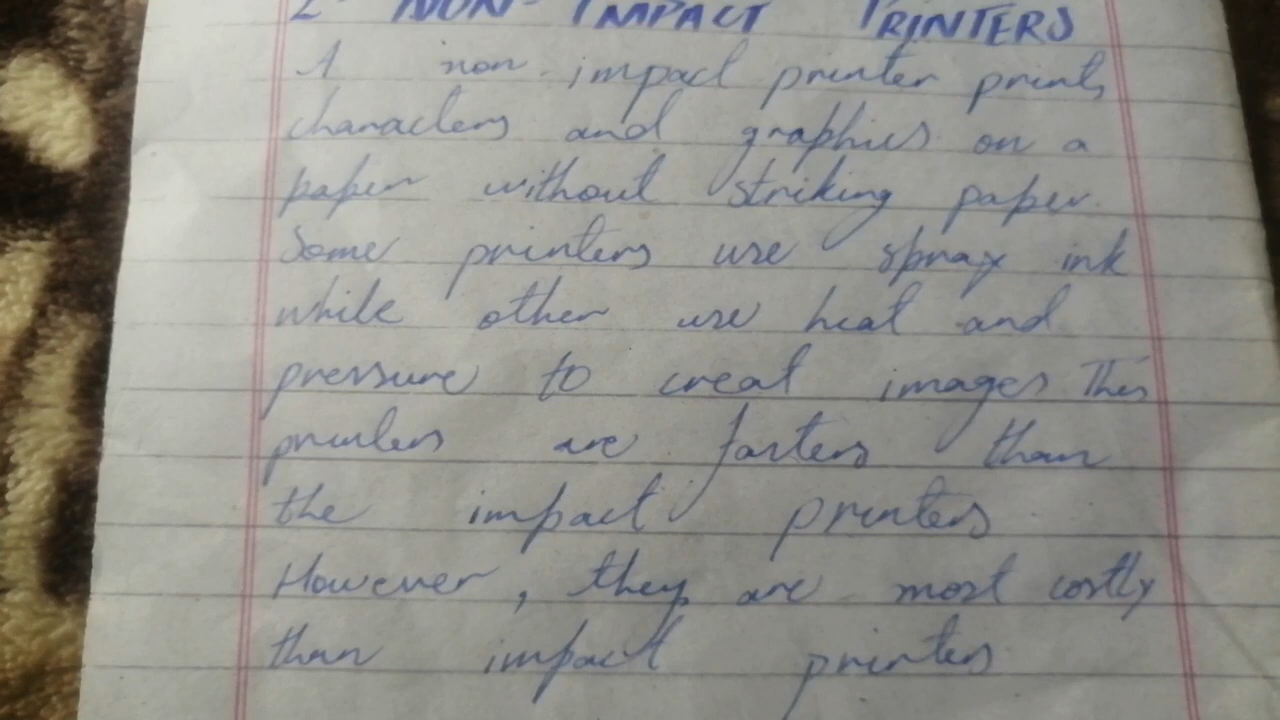 2- NON-IMPACT PRINTERS
A non-impact printer prints
characters and graphics on a
paper without striking paper.
Some printers use spray ink
while other use heat and
pressure to creat images This
printers are fasters than
the impact printers.
However, they are most costly
than impact printers